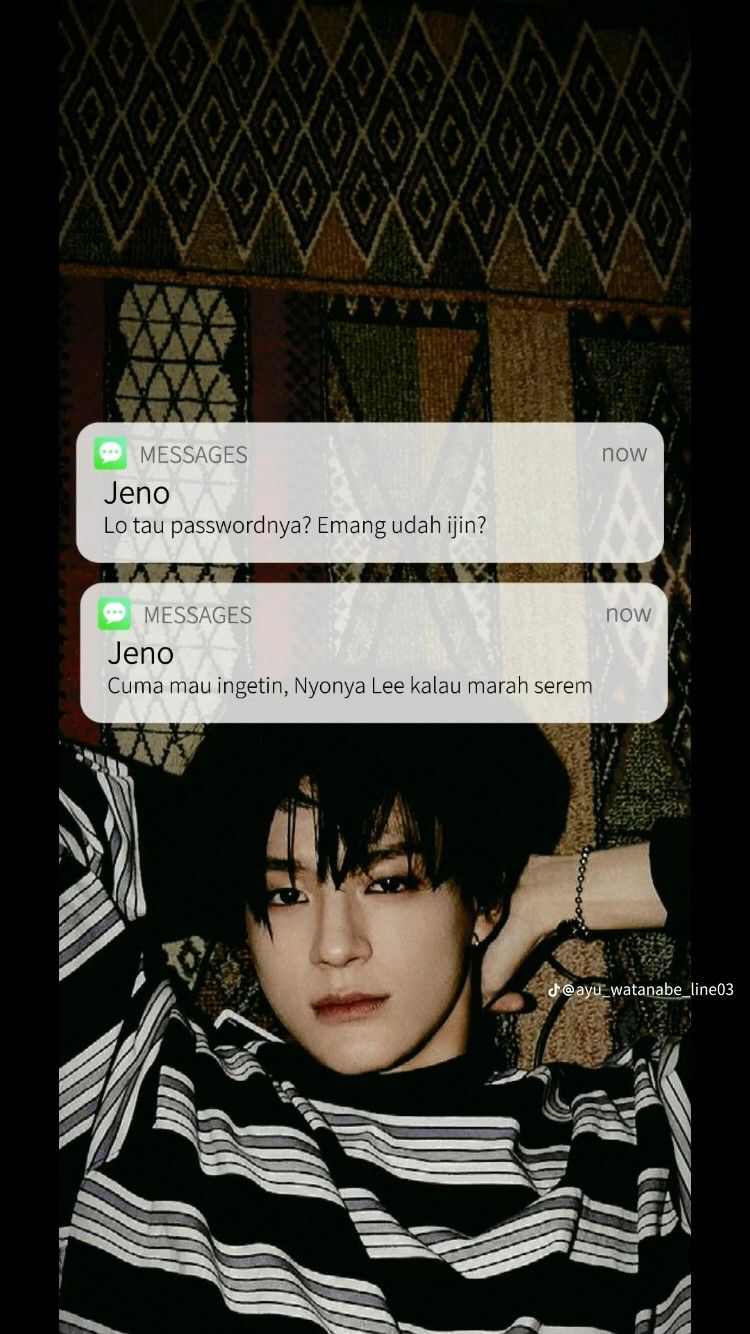 MESSAGES now
Jeno
Lo tau passwordnya? Emang udah ijin?
MESSAGES now
Jeno
Cuma mau ingetin, Nyonya Lee kalau marah serem
@ayu_watanabe_line03